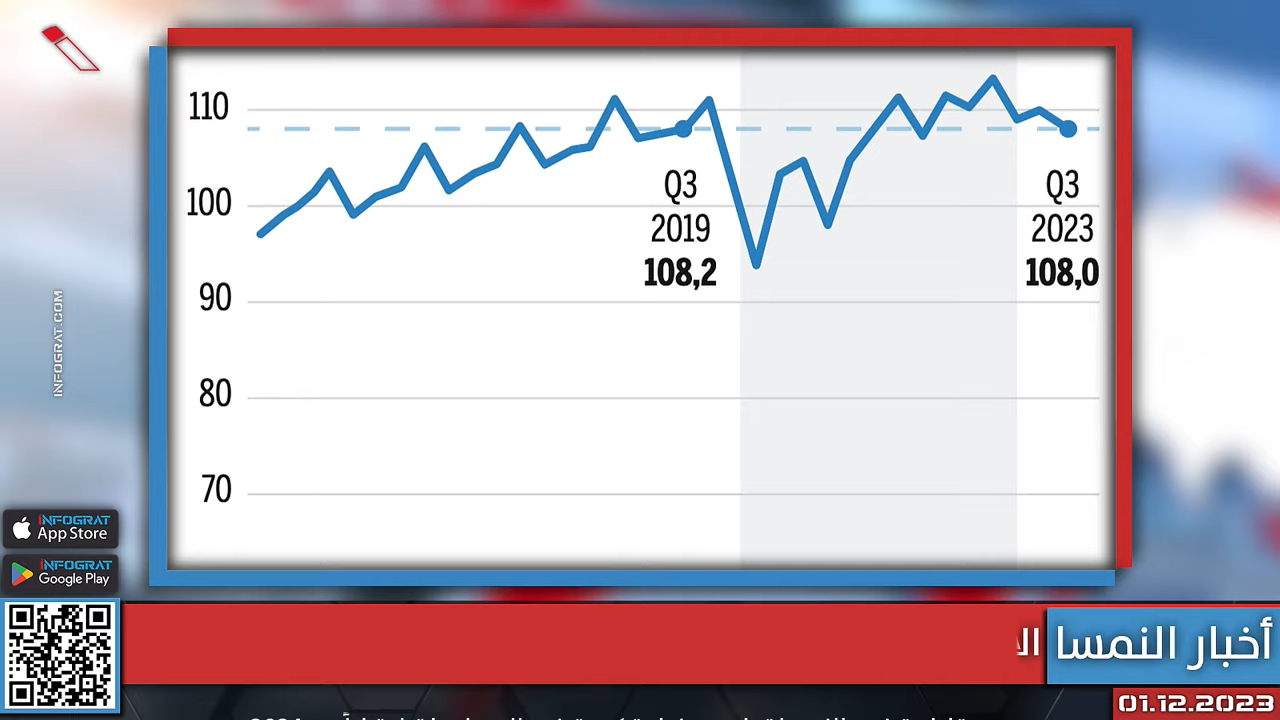 110
100
90
80
70
Q3
2019
108,2
Q3
2023
108,0
INFOGRAT.COM
INFOGRAT
App Store
INFOGRAT
Google Play
أخبار النمسا
01.12.2023